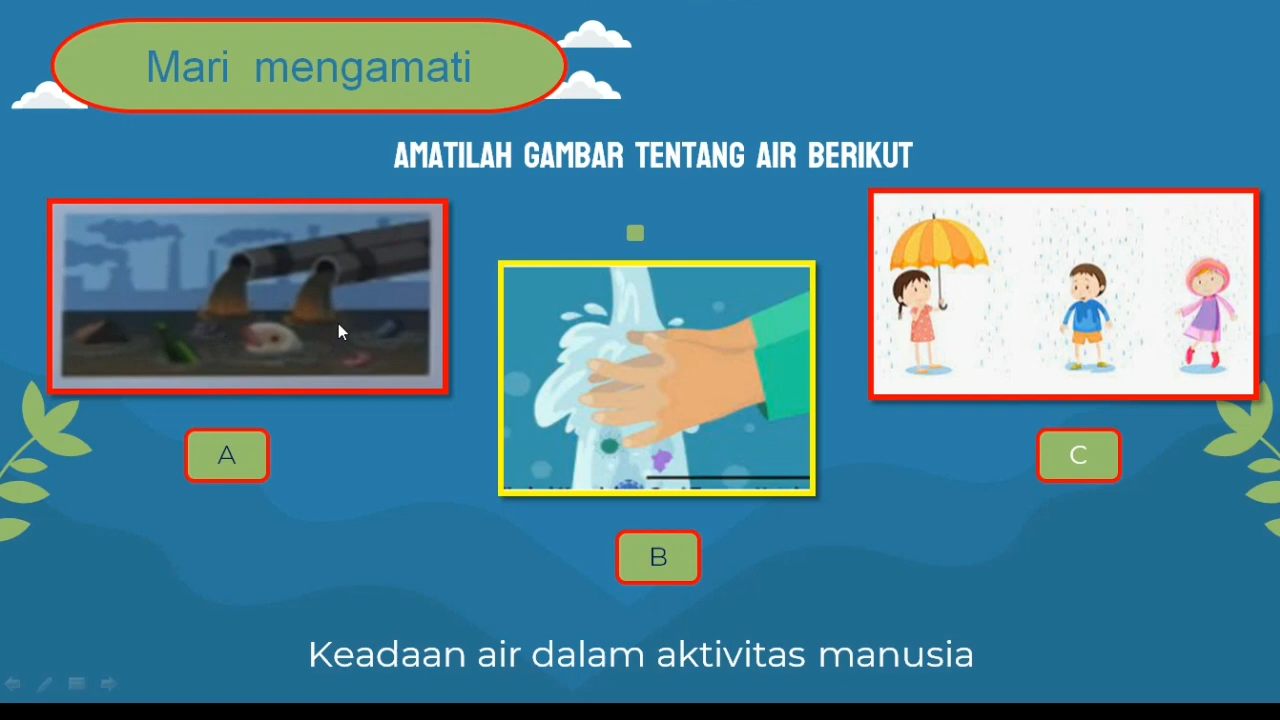 Mari mengamati
AMATILAH GAMBAR TENTANG AIR BERIKUT
A
B
C
Keadaan air dalam aktivitas manusia